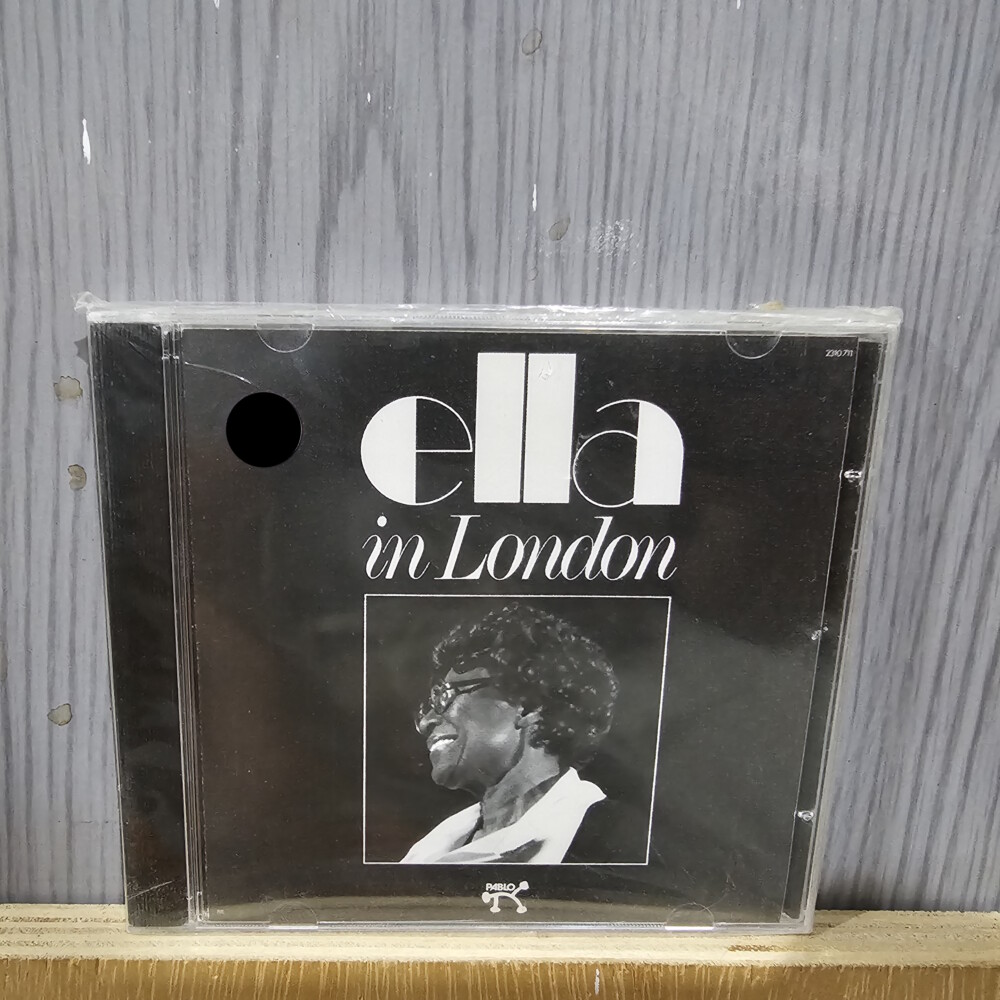 2310 711
ella
in London
PABLO